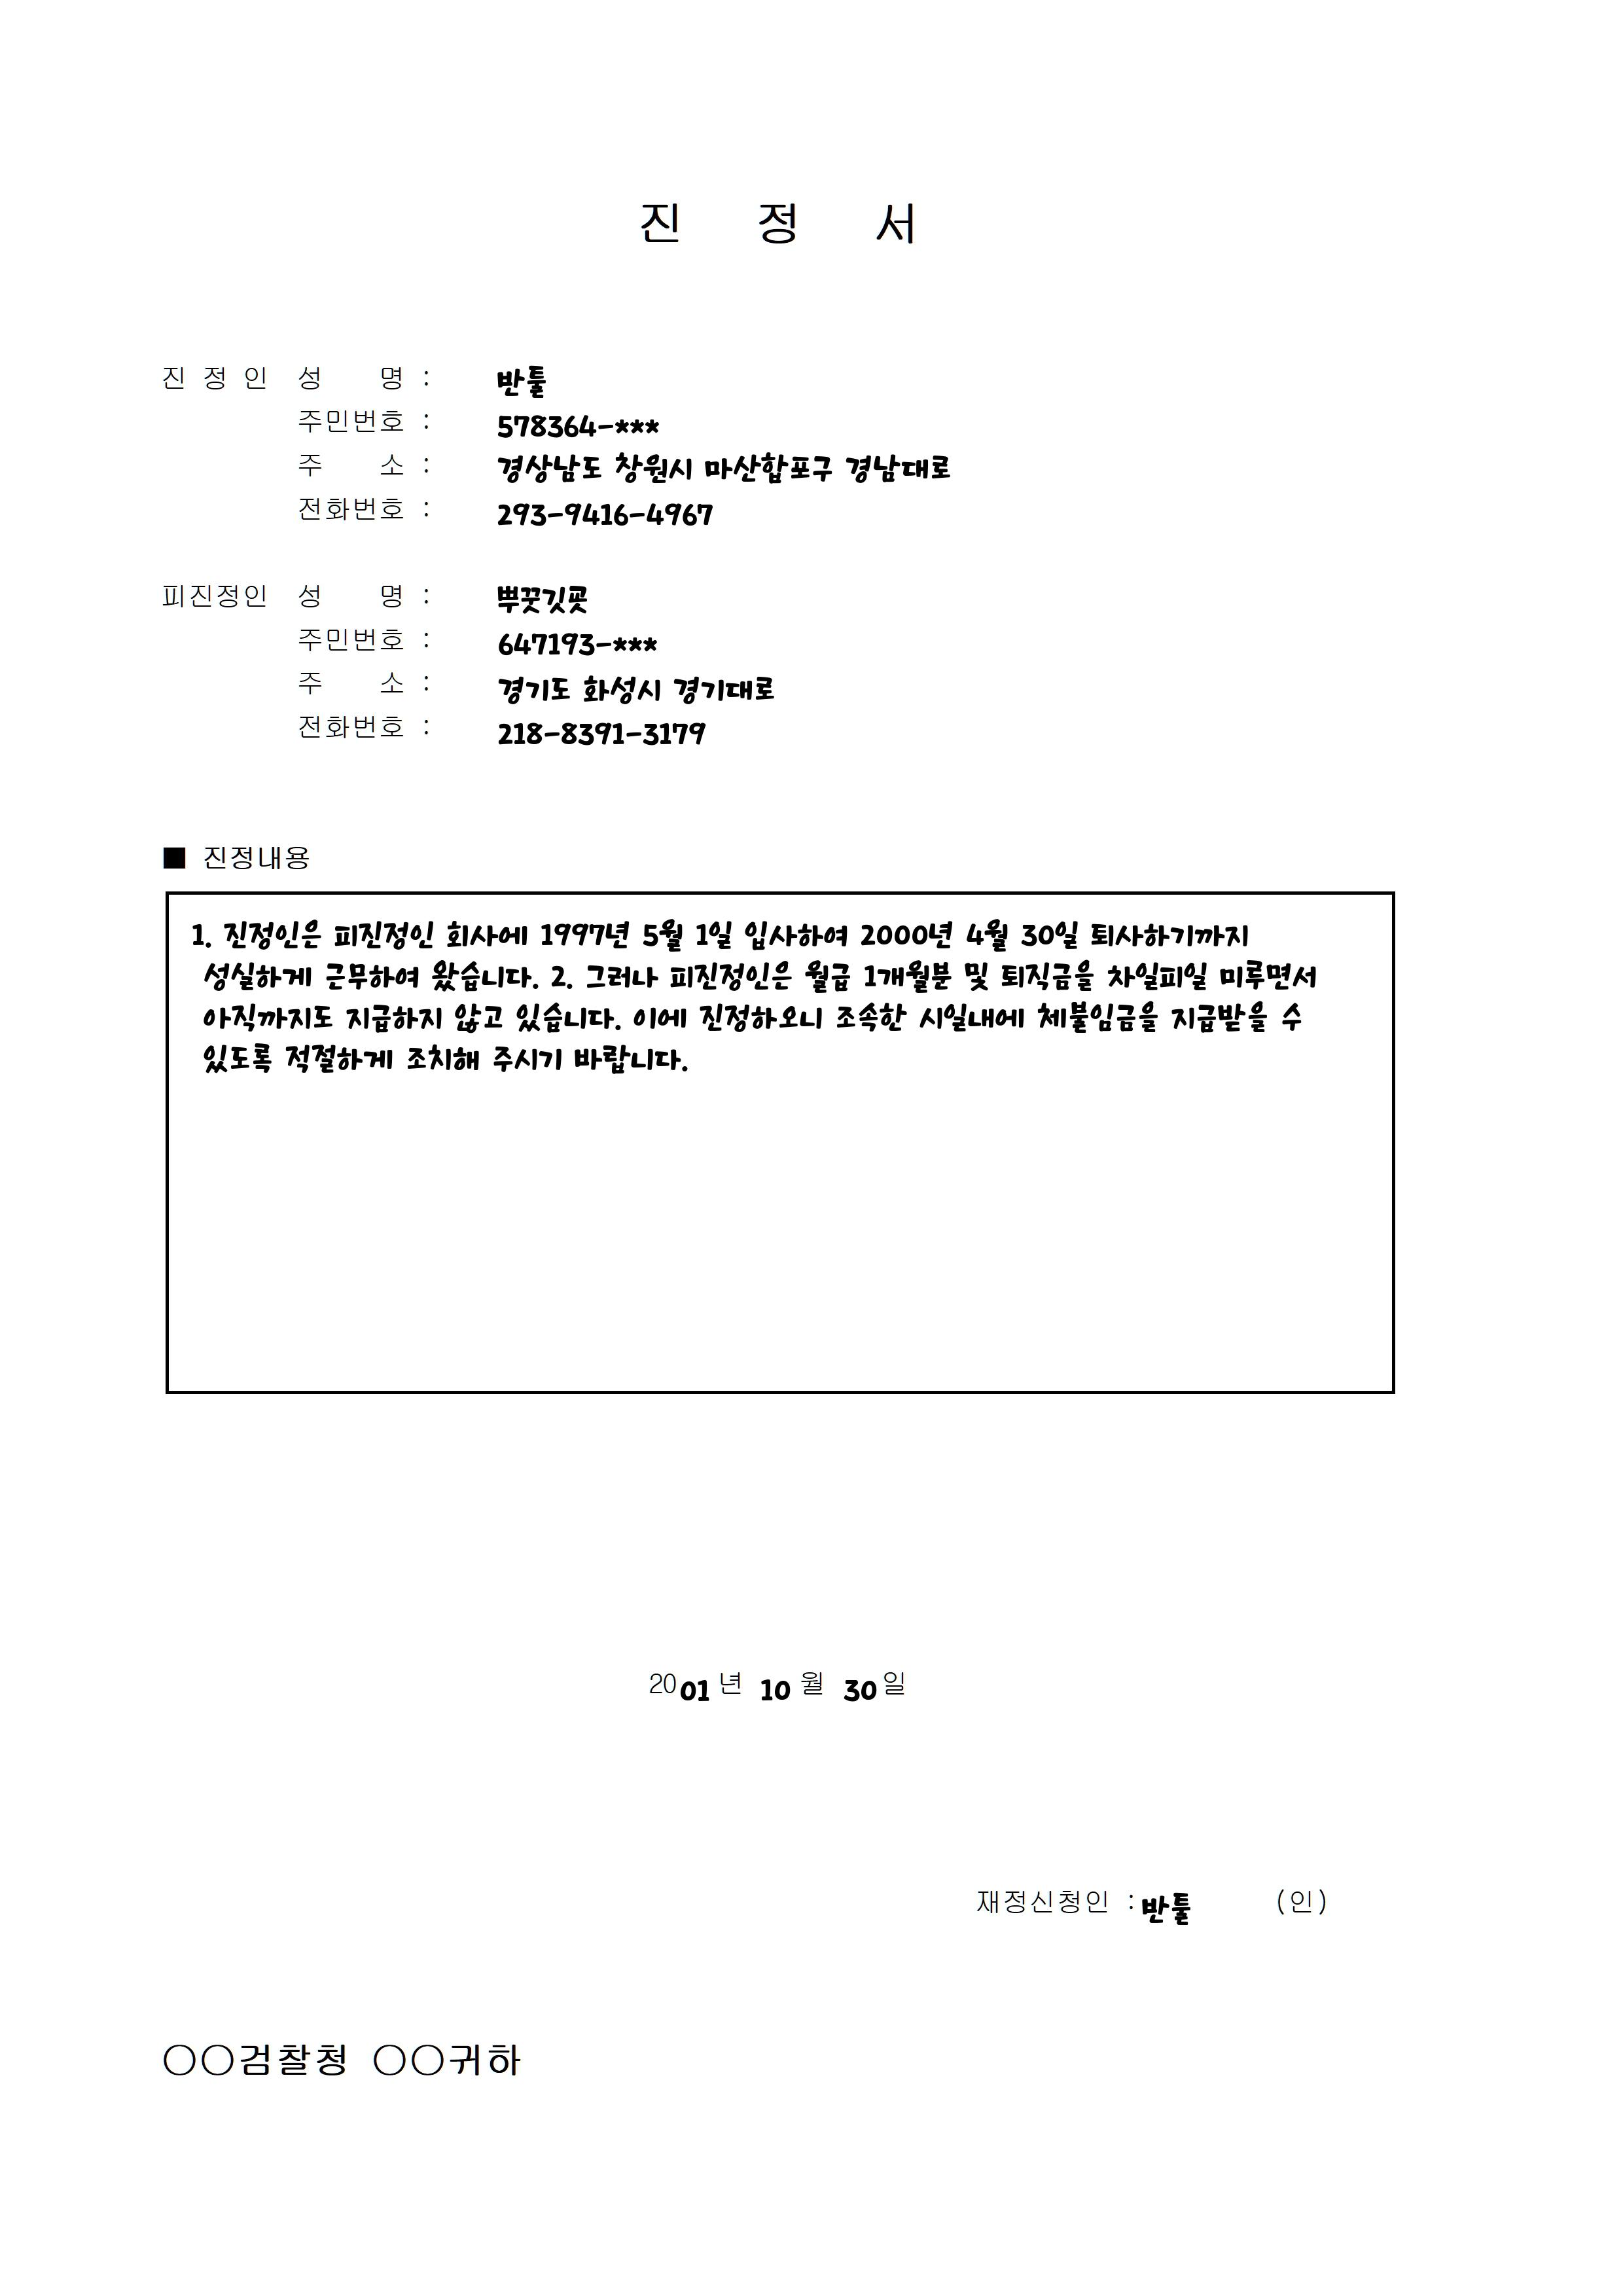 진 정 서
진 정 인 성 명 : 반툴
주민번호 : 578364-***
주 소 : 경상남도 창원시 마산합포구 경남대로
전화번호 : 293-9416-4967
피진정인 성 명 : 뿌끗깃굣
주민번호 : 647193-***
주 소 : 경기도 화성시 경기대로
전화번호 : 218-8391-3179
■ 진정내용
1. 진정인은 피진정인 회사에 1997년 5월 1일 입사하여 2000년 4월 30일 퇴사하기까지
성실하게 근무하여 왔습니다. 2. 그러나 피진정인은 월급 1개월분 및 퇴직금을 차일피일 미루면서
아직까지도 지급하지 않고 있습니다. 이에 진정하오니 조속한 시일내에 체불임금을 지급받을 수
있도록 적절하게 조치해 주시기 바랍니다.
2001 년 10 월 30 일
재정신청인 : 반툴 (인)
○○검찰청 ○○귀하